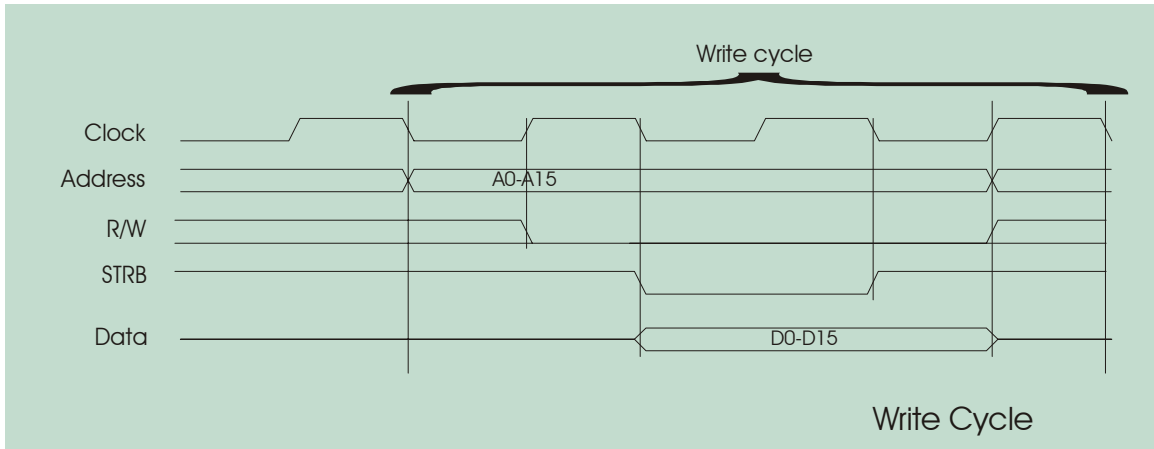 Write cycle
Clock
Address
A0-A15
R/W
STRB
Data
D0-D15
Write Cycle